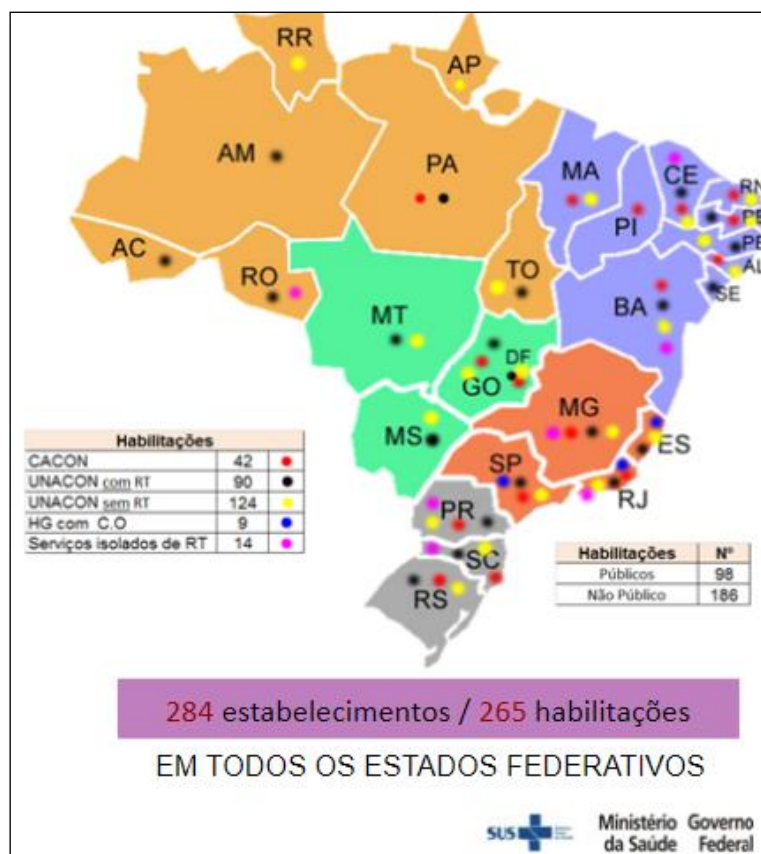 RR
AP
AM
PA
MA
CE
RN
PB
PI
PE
AL
SE
AC
RO
TO
BA
MT
DF
GO
MG
MS
ES
SP
RJ
PR
SC
RS
Habilitações
CACON 42
UNACON com RT 90
UNACON sem RT 124
HG com C.O 9
Serviços isolados de RT 14
Habilitações Nº
Públicos 98
Não Público 186
284 estabelecimentos / 265 habilitações
EM TODOS OS ESTADOS FEDERATIVOS
SUS
Ministério da Saúde
Governo Federal